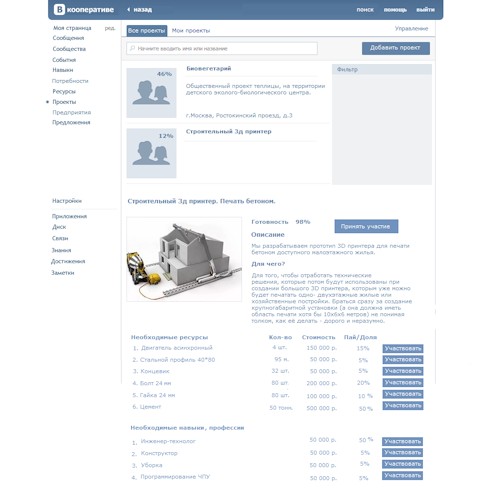 В кооперативе
назад
поиск помощь выйти
Моя страница ред.
Сообщения
Сообщества
События
Навыки
Потребности
Ресурсы
Проекты
Предприятия
Предложения
Настройки
Приложения
Диск
Связи
Знания
Достижения
Заметки
Все проекты Мои проекты Управление
Начните вводить имя или название
Добавить проект
46%
Биовегетарий
Общественный проект теплицы, на территории
детского эколого-биологического центра.
г.Москва, Ростокинский проезд, д.3
12%
Строительный 3д принтер
Фильтр
Строительный 3д принтер. Печать бетоном.
Готовность 98%
Принять участие
Описание
Мы разрабатываем прототип 3D принтера для печати
бетоном доступного малоэтажного жилья.
Для чего?
Для того, чтобы отработать технические
решения, которые потом будут использованы при
создании большого 3D принтера, которым уже можно
будет печатать одно- двухэтажные жилые или
хозяйственные постройки. Браться сразу за создание
крупногабаритной установки (а она должна иметь
область печати хотя бы 10х6х6 метров) не понимая
толком, как её делать - дорого и неразумно.
Необходимые ресурсы Кол-во Стоимость Пай/Доля
1. Двигатель асинхронный 4 шт. 150 000 р. 15% Участвовать
2. Стальной профиль 40*80 95 м. 50 000 р. 5% Участвовать
3. Концевик 32 шт. 50 000 р. 5% Участвовать
4. Болт 24 мм 80 шт. 200 000 р. 20% Участвовать
5. Гайка 24 мм 80 шт. 100 000 р. 10 % Участвовать
6. Цемент 50 тонн. 500 000 р. 50 % Участвовать
Необходимые навыки, профессии
1. Инженер-технолог 50 000 р. 50 % Участвовать
2. Конструктор 50 000 р. 5% Участвовать
3. Уборка 50 000 р. 5% Участвовать
4. Программирование ЧПУ 50 000 р. 5% Участвовать